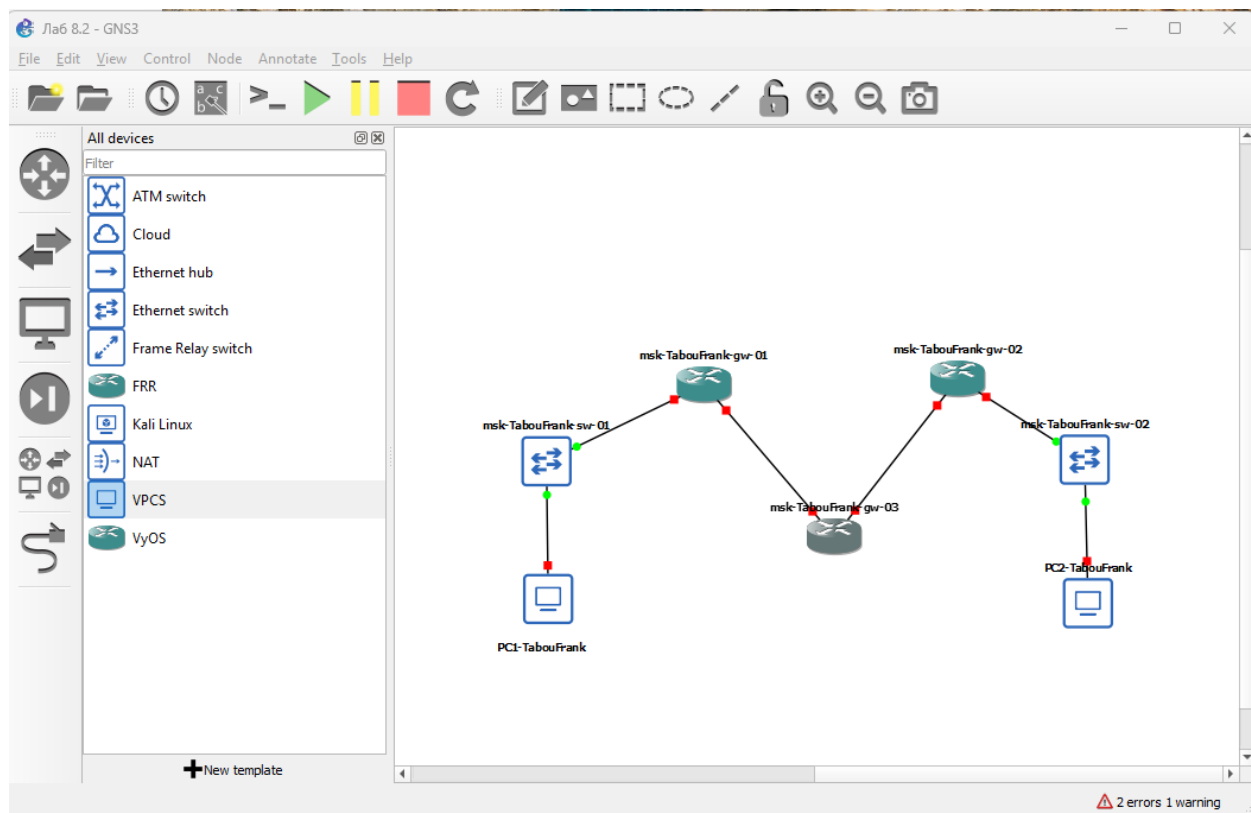 Лаб 8.2 - GNS3
File Edit View Control Node Annotate Tools Help
All devices
Filter
ATM switch
Cloud
Ethernet hub
Ethernet switch
Frame Relay switch
FRR
Kali Linux
NAT
VPCS
VyOS
New template
msk-TabouFrank-gw-01
msk-TabouFrank-gw-02
msk-TabouFrank-sw-01
msk-TabouFrank-sw-02
msk-TabouFrank-gw-03
PC2-TabouFrank
PC1-TabouFrank
2 errors 1 warning